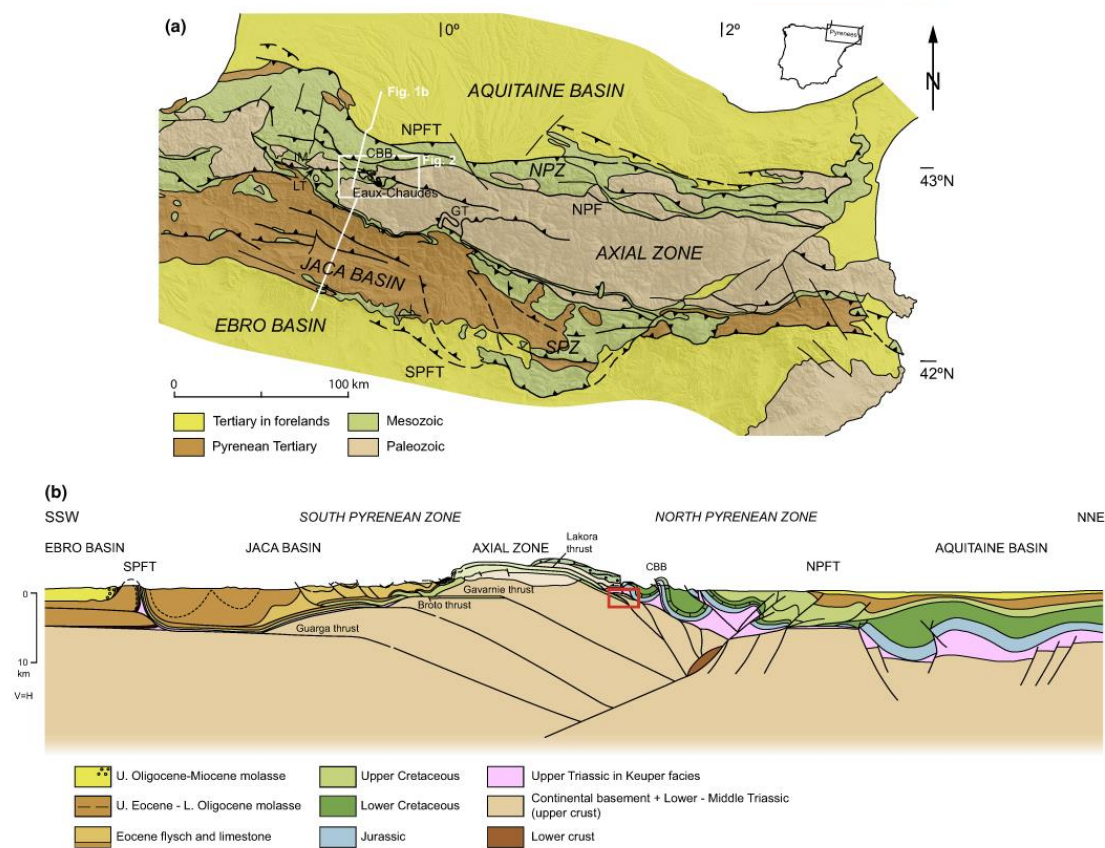 (a)
0°
2°
Pyrenees
N
Fig. 1b
AQUITAINE BASIN
NPFT
CBB
Fig. 2
IM
NPZ
43°N
LT
Eaux-Chaudes
NPF
GT
AXIAL ZONE
JACA BASIN
EBRO BASIN
SPZ
SPFT
42°N
0
100 km
Tertiary in forelands
Mesozoic
Pyrenean Tertiary
Paleozoic
(b)
SSW
SOUTH PYRENEAN ZONE
NORTH PYRENEAN ZONE
NNE
Lakora
thrust
EBRO BASIN
JACA BASIN
AXIAL ZONE
AQUITAINE BASIN
SPFT
CBB
NPFT
0
Gavarnie thrust
Broto thrust
Guarga thrust
10
km
V=H
U. Oligocene-Miocene molasse
Upper Cretaceous
Upper Triassic in Keuper facies
U. Eocene - L. Oligocene molasse
Lower Cretaceous
Continental basement + Lower - Middle Triassic
(upper crust)
Eocene flysch and limestone
Jurassic
Lower crust